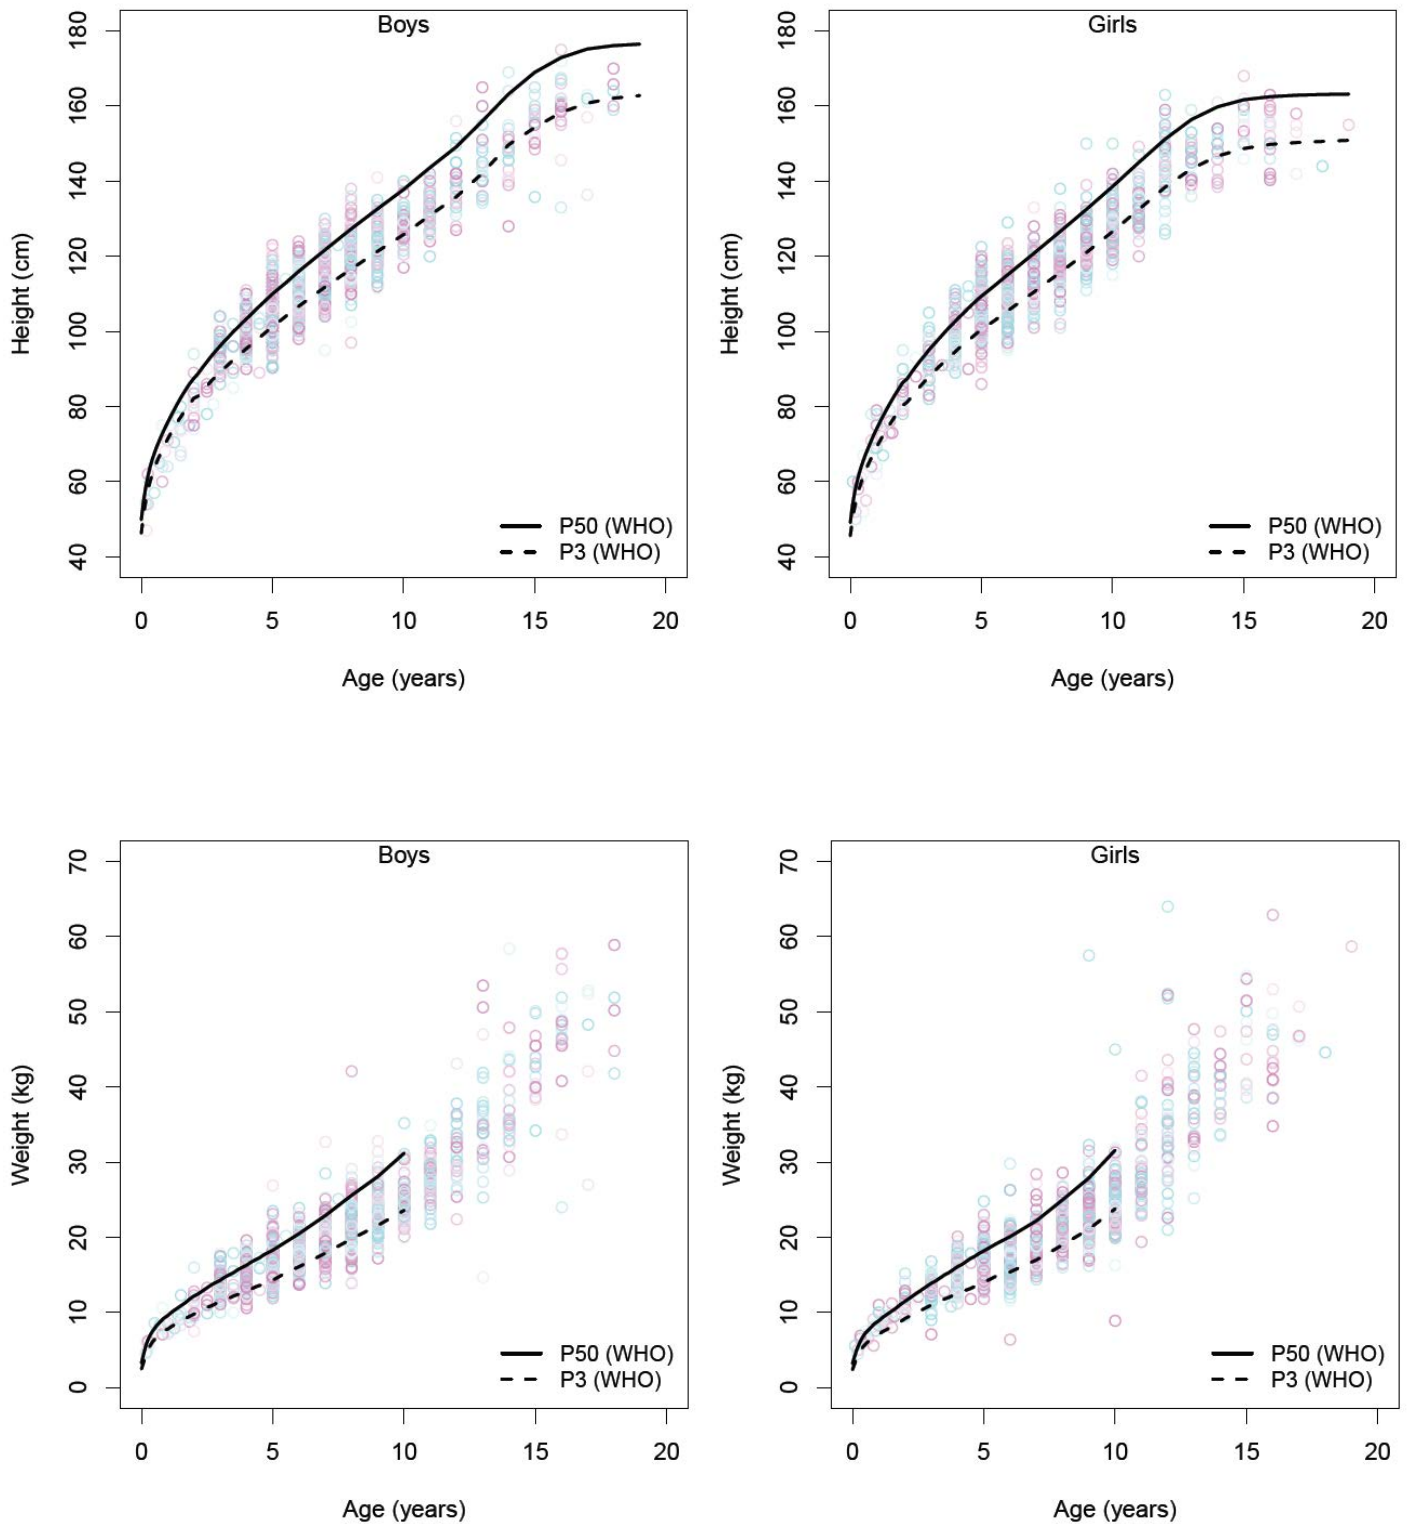 Boys
Height (cm)
180
160
140
120
100
80
60
40
P50 (WHO)
P3 (WHO)
0 5 10 15 20
Age (years)
Girls
Height (cm)
180
160
140
120
100
80
60
40
P50 (WHO)
P3 (WHO)
0 5 10 15 20
Age (years)
Boys
Weight (kg)
70
60
50
40
30
20
10
0
P50 (WHO)
P3 (WHO)
0 5 10 15 20
Age (years)
Girls
Weight (kg)
70
60
50
40
30
20
10
0
P50 (WHO)
P3 (WHO)
0 5 10 15 20
Age (years)